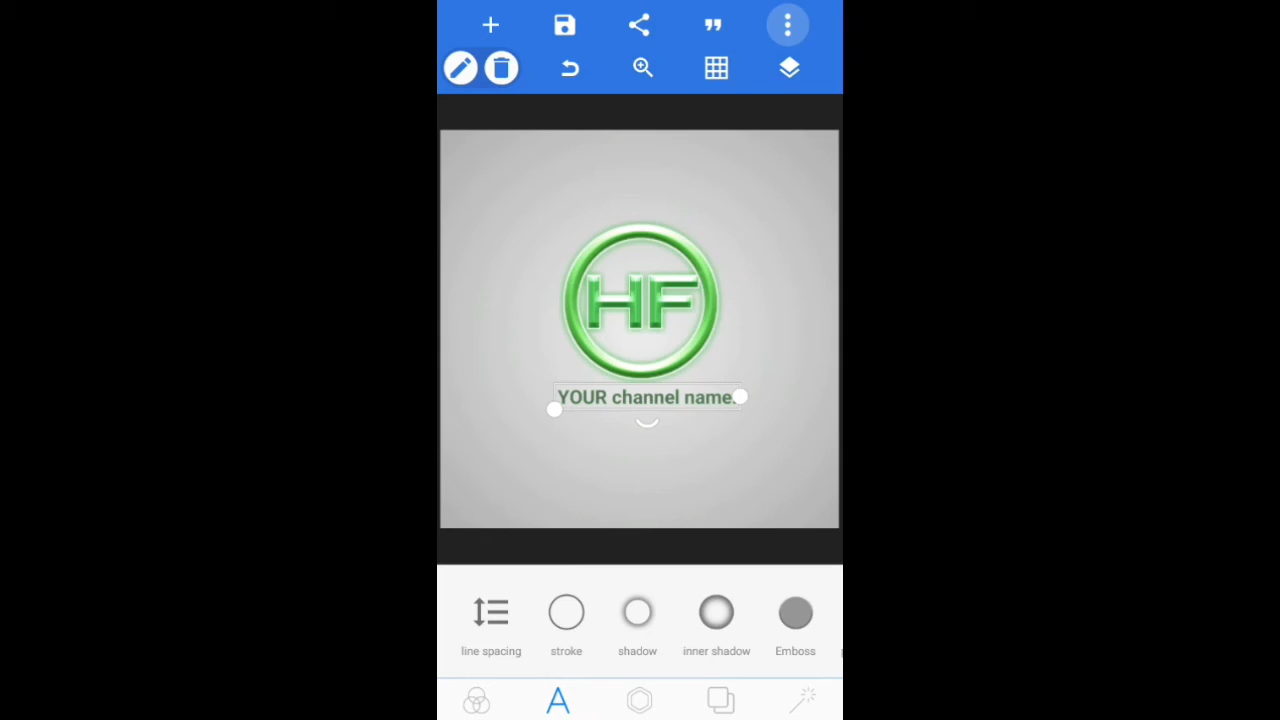 HF
YOUR channel name.
line spacing
stroke
shadow
inner shadow
Emboss